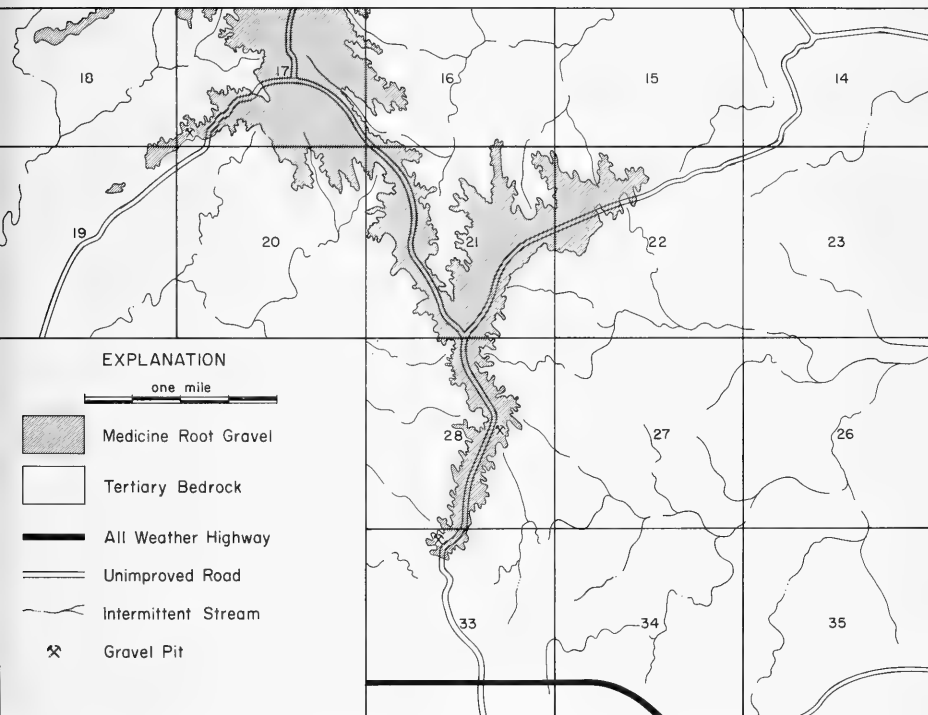 18
17
16
15
14
19
20
21
22
23
EXPLANATION
one mile
Medicine Root Gravel
Tertiary Bedrock
All Weather Highway
Unimproved Road
Intermittent Stream
Gravel Pit
28
27
26
33
34
35